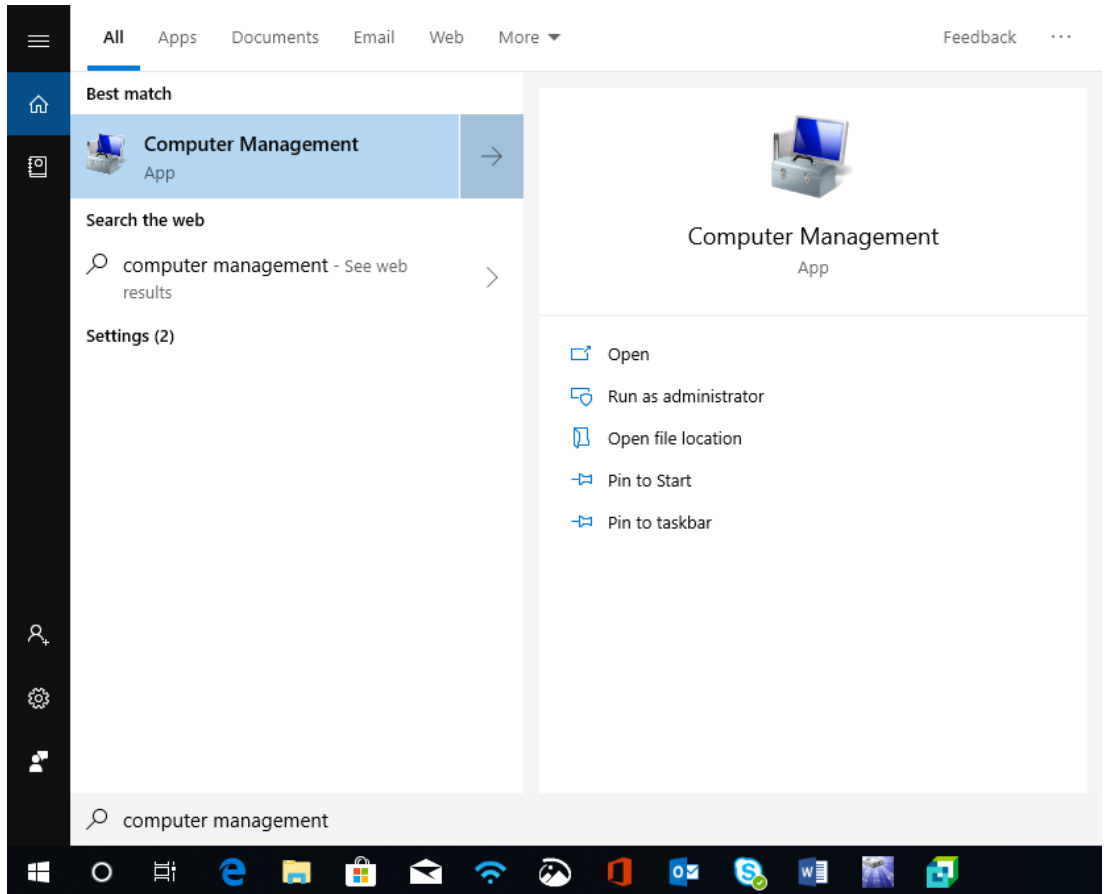 All Apps Documents Email Web More Feedback ...
Best match
Computer Management
App
Search the web
computer management - See web
results
Settings (2)
Computer Management
App
Open
Run as administrator
Open file location
Pin to Start
Pin to taskbar
computer management